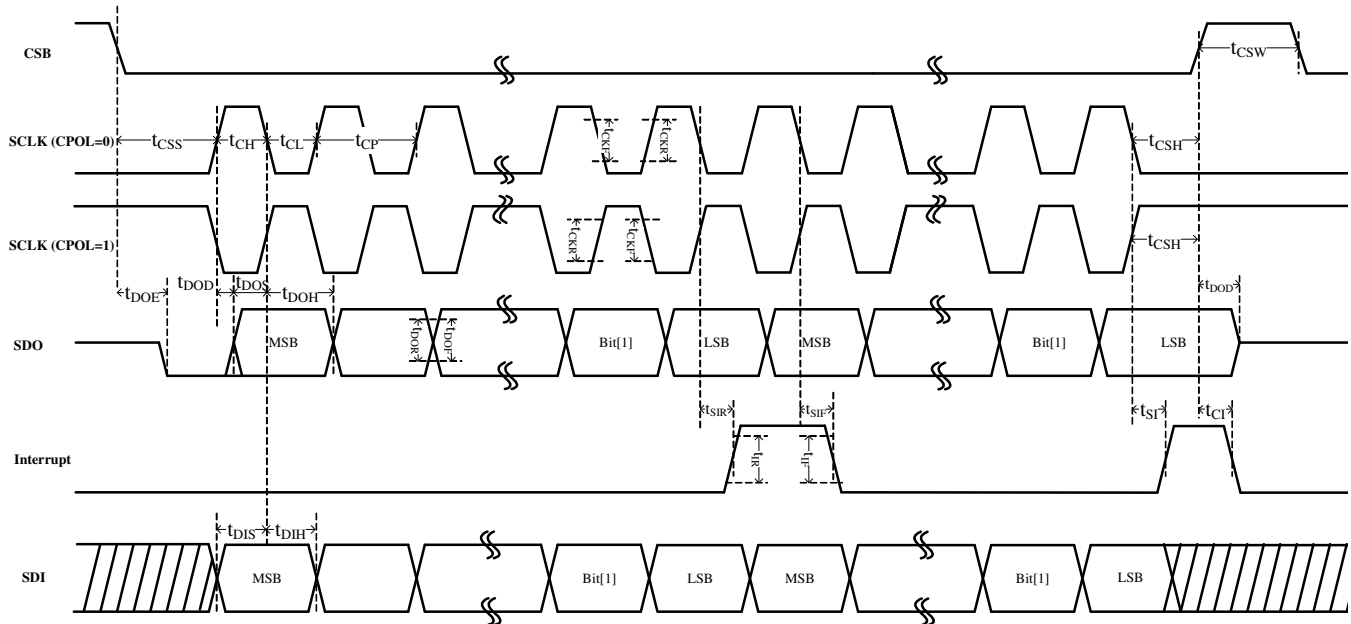 CSB
tCSW
SCLK (CPOL=0)
tCSS
tCH
tCL
tCP
tCKF
tCKR
tCSH
SCLK (CPOL=1)
tCKR
tCKF
tCSH
tDOE
tDOD
tDOS
tDOH
tDOD
SDO
MSB
tDOR
tDOF
Bit[1]
LSB
MSB
Bit[1]
LSB
tSIR
tSIF
tSI
tCI
Interrupt
tIR
tIF
tDIS
tDIH
SDI
MSB
Bit[1]
LSB
MSB
Bit[1]
LSB